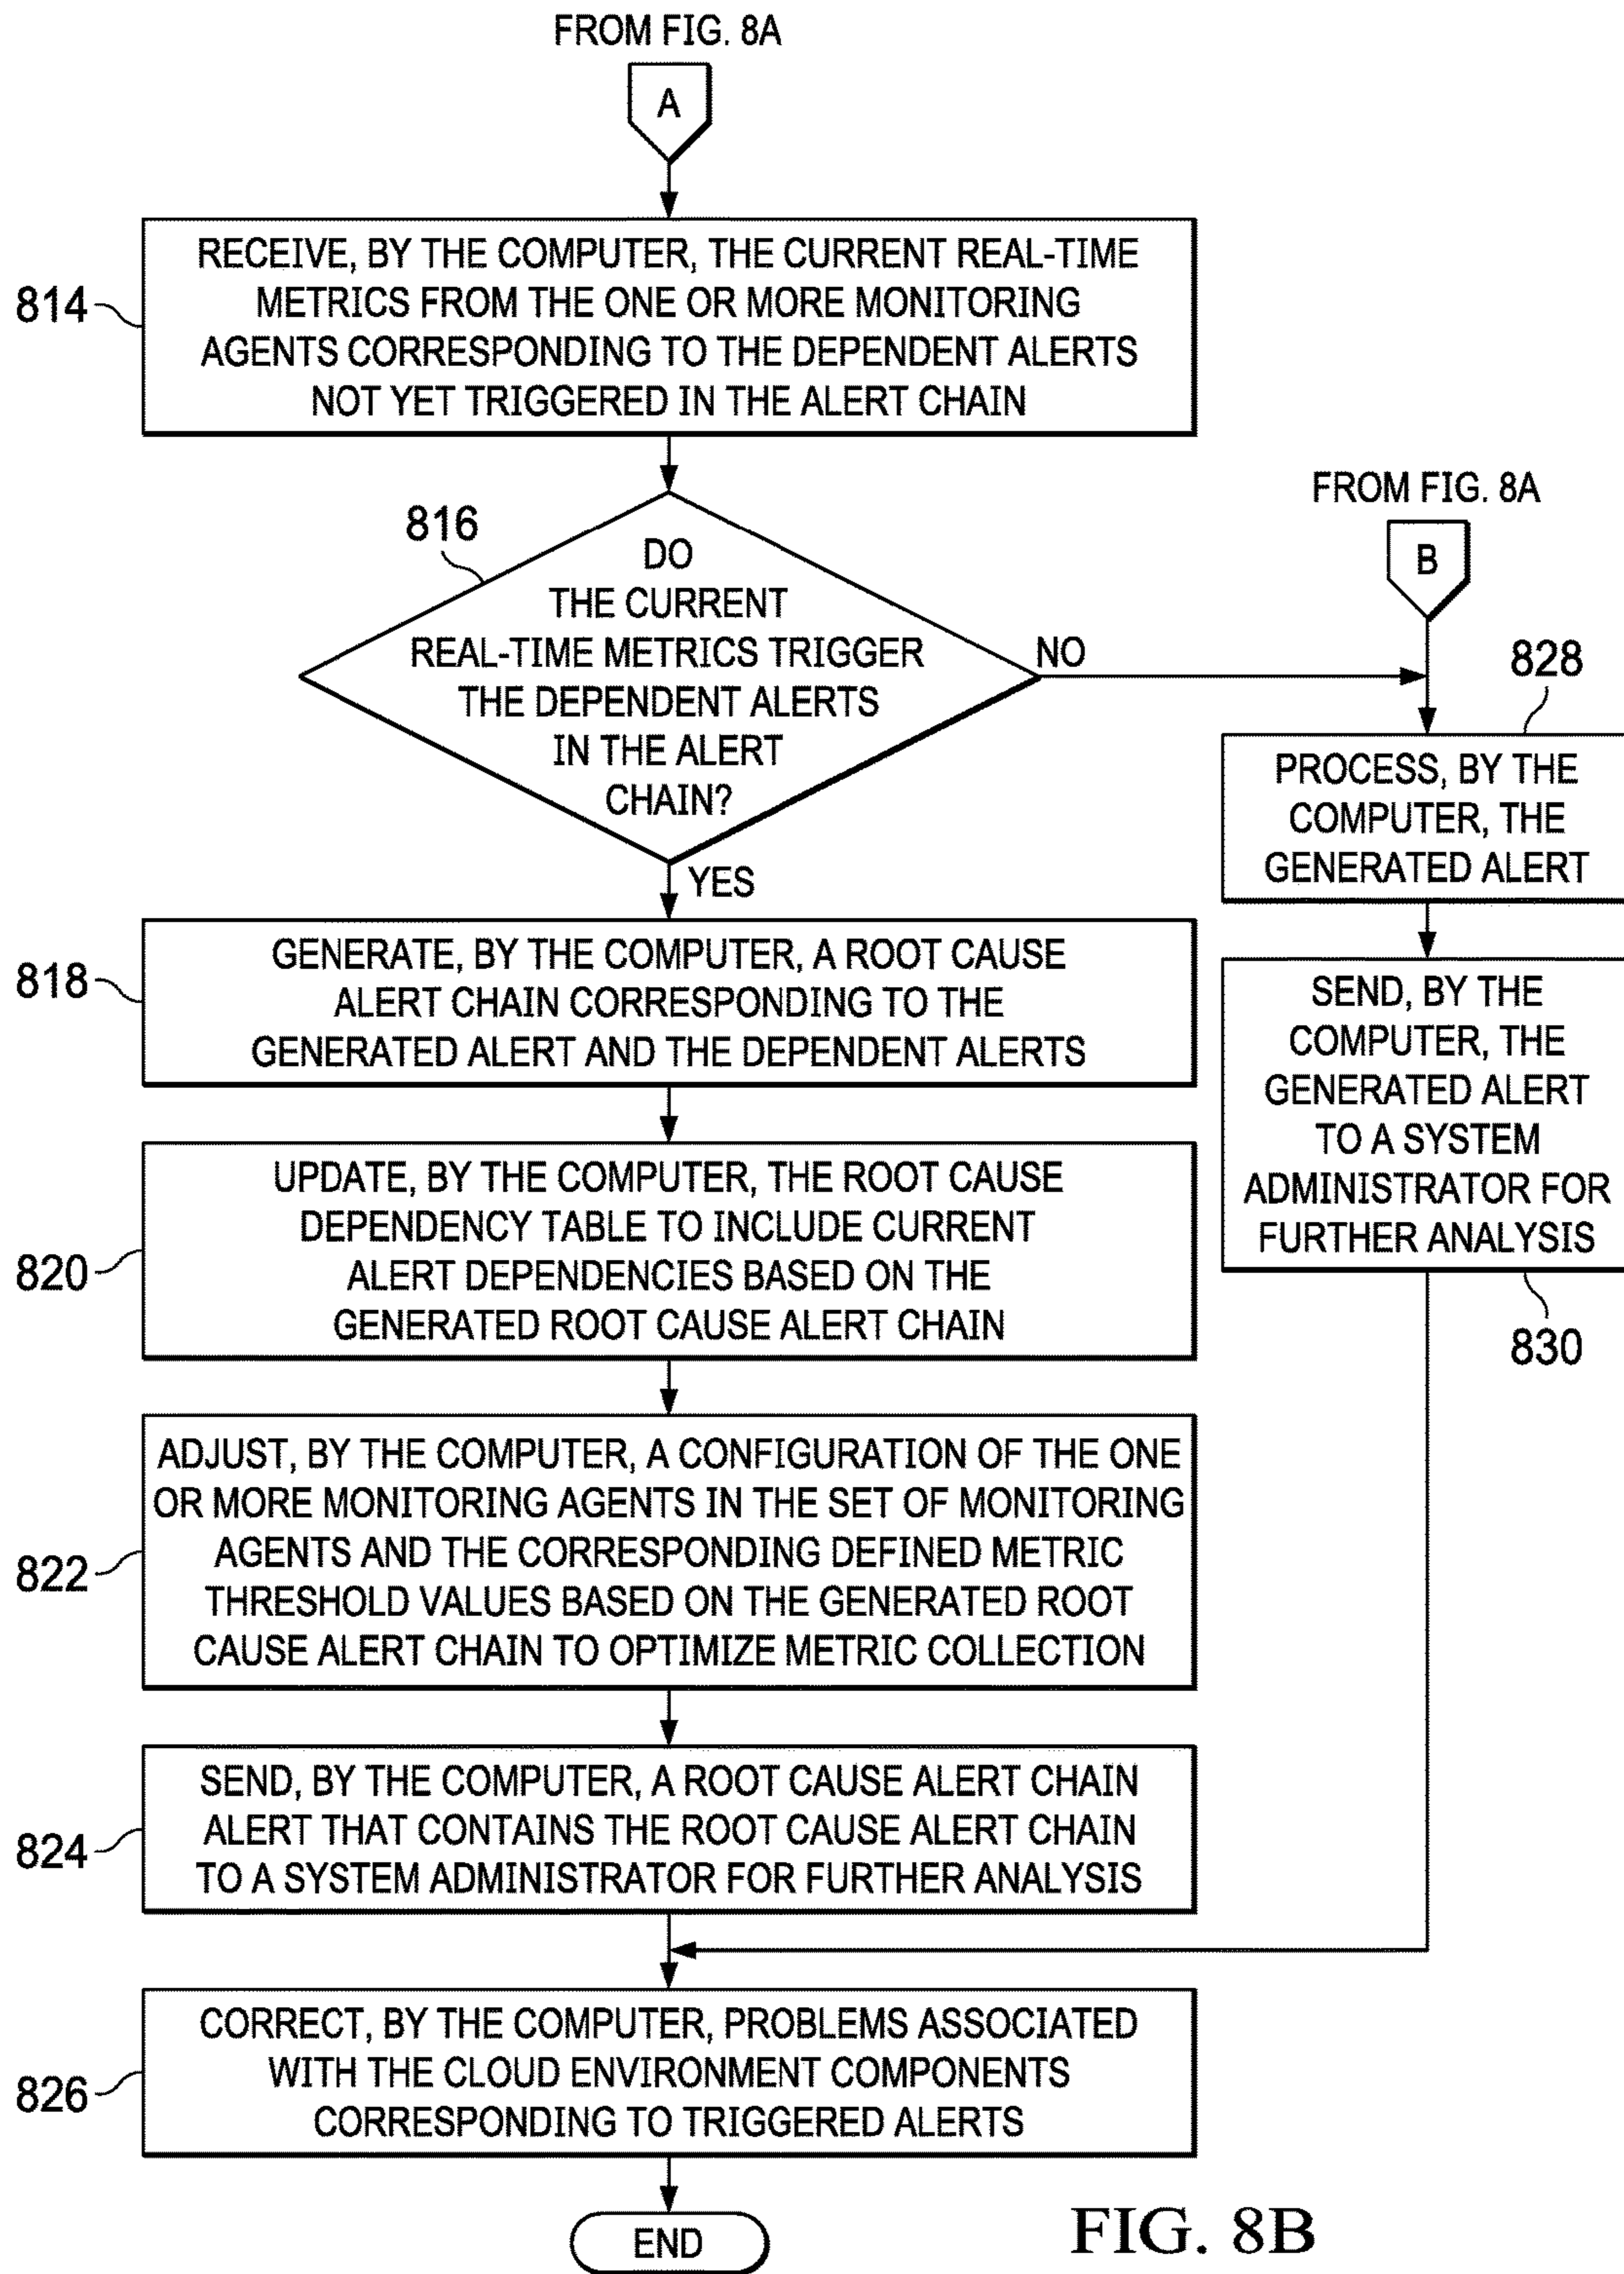 FROM FIG. 8A
A
814
RECEIVE, BY THE COMPUTER, THE CURRENT REAL-TIME
METRICS FROM THE ONE OR MORE MONITORING
AGENTS CORRESPONDING TO THE DEPENDENT ALERTS
NOT YET TRIGGERED IN THE ALERT CHAIN
816
DO
THE CURRENT
REAL-TIME METRICS TRIGGER
THE DEPENDENT ALERTS
IN THE ALERT
CHAIN?
NO
YES
FROM FIG. 8A
B
828
PROCESS, BY THE
COMPUTER, THE
GENERATED ALERT
SEND, BY THE
COMPUTER, THE
GENERATED ALERT
TO A SYSTEM
ADMINISTRATOR FOR
FURTHER ANALYSIS
830
818
GENERATE, BY THE COMPUTER, A ROOT CAUSE
ALERT CHAIN CORRESPONDING TO THE
GENERATED ALERT AND THE DEPENDENT ALERTS
820
UPDATE, BY THE COMPUTER, THE ROOT CAUSE
DEPENDENCY TABLE TO INCLUDE CURRENT
ALERT DEPENDENCIES BASED ON THE
GENERATED ROOT CAUSE ALERT CHAIN
822
ADJUST, BY THE COMPUTER, A CONFIGURATION OF THE ONE
OR MORE MONITORING AGENTS IN THE SET OF MONITORING
AGENTS AND THE CORRESPONDING DEFINED METRIC
THRESHOLD VALUES BASED ON THE GENERATED ROOT
CAUSE ALERT CHAIN TO OPTIMIZE METRIC COLLECTION
824
SEND, BY THE COMPUTER, A ROOT CAUSE ALERT CHAIN
ALERT THAT CONTAINS THE ROOT CAUSE ALERT CHAIN
TO A SYSTEM ADMINISTRATOR FOR FURTHER ANALYSIS
826
CORRECT, BY THE COMPUTER, PROBLEMS ASSOCIATED
WITH THE CLOUD ENVIRONMENT COMPONENTS
CORRESPONDING TO TRIGGERED ALERTS
END
FIG. 8B